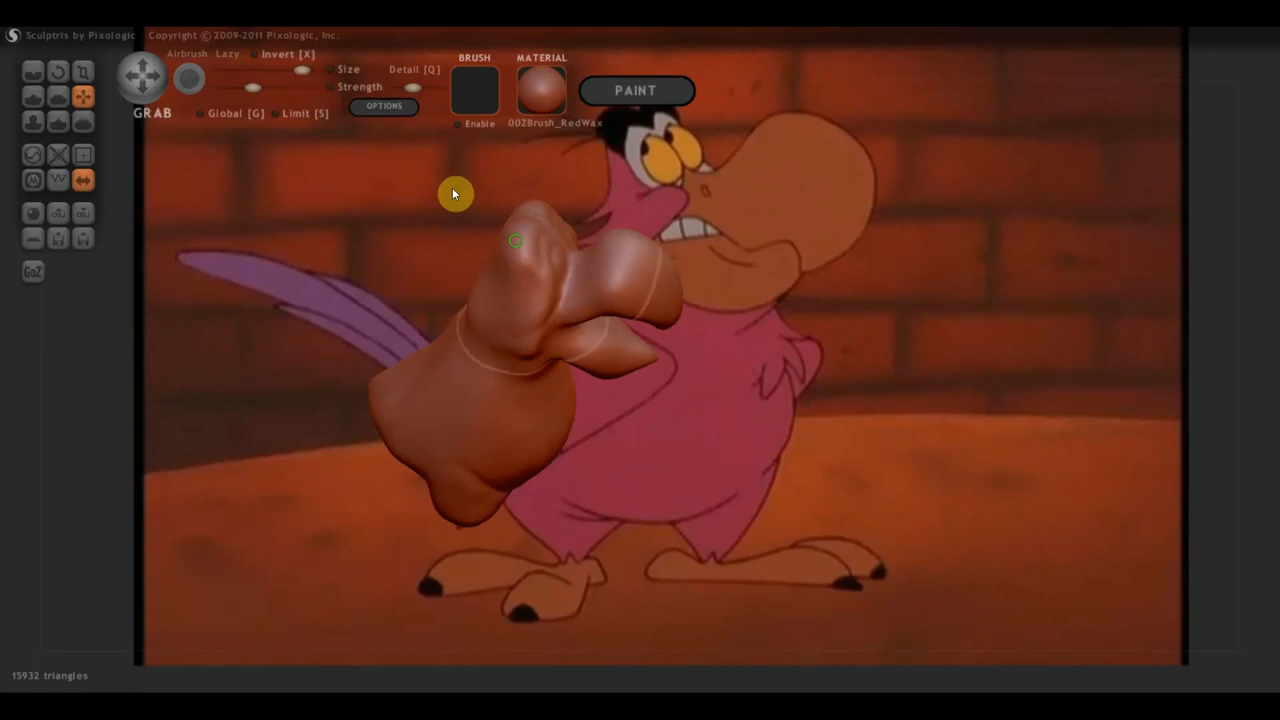 Sculptris by Pixologic Copyright © 2009-2011 Pixologic, Inc.
Airbrush Lazy Invert [X]
BRUSH
MATERIAL
Size
Detail [Q]
Strength
PAINT
OPTIONS
GRAB
Global [G]
Limit [S]
Enable
00ZBrush_RedWax
GoZ
15932 triangles